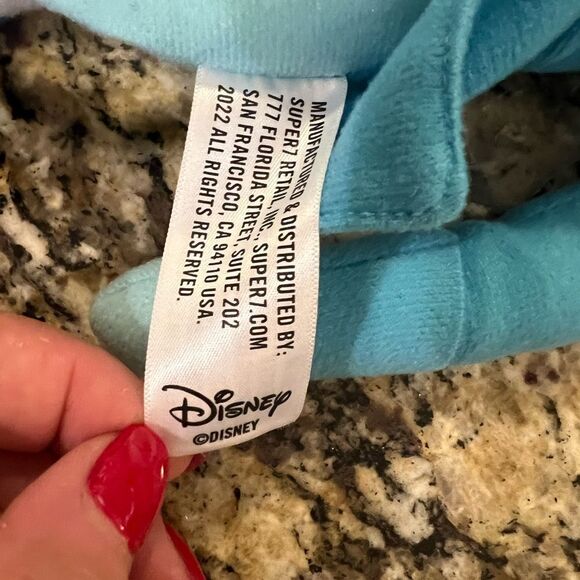 MANUFACTURED & DISTRIBUTED BY:
SUPER7 RETAIL, INC., SUPER7.COM
777 FLORIDA STREET, SUITE 202
SAN FRANCISCO, CA 94110 USA.
2022 ALL RIGHTS RESERVED.
Disney
©DISNEY